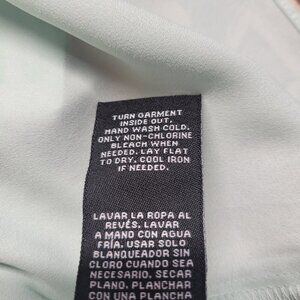 TURN GARMENT
INSIDE OUT.
HAND WASH COLD.
ONLY NON-CHLORINE
BLEACH WHEN
NEEDED. LAY FLAT
TO DRY. COOL IRON
IF NEEDED.
LAVAR LA ROPA AL
REVÉS. LAVAR
A MANO CON AGUA
FRÍA. USAR SOLO
BLANQUEADOR SIN
CLORO CUANDO SEA
NECESARIO. SECAR
PLANO. PLANCHAR
CON UNA PLANCHA